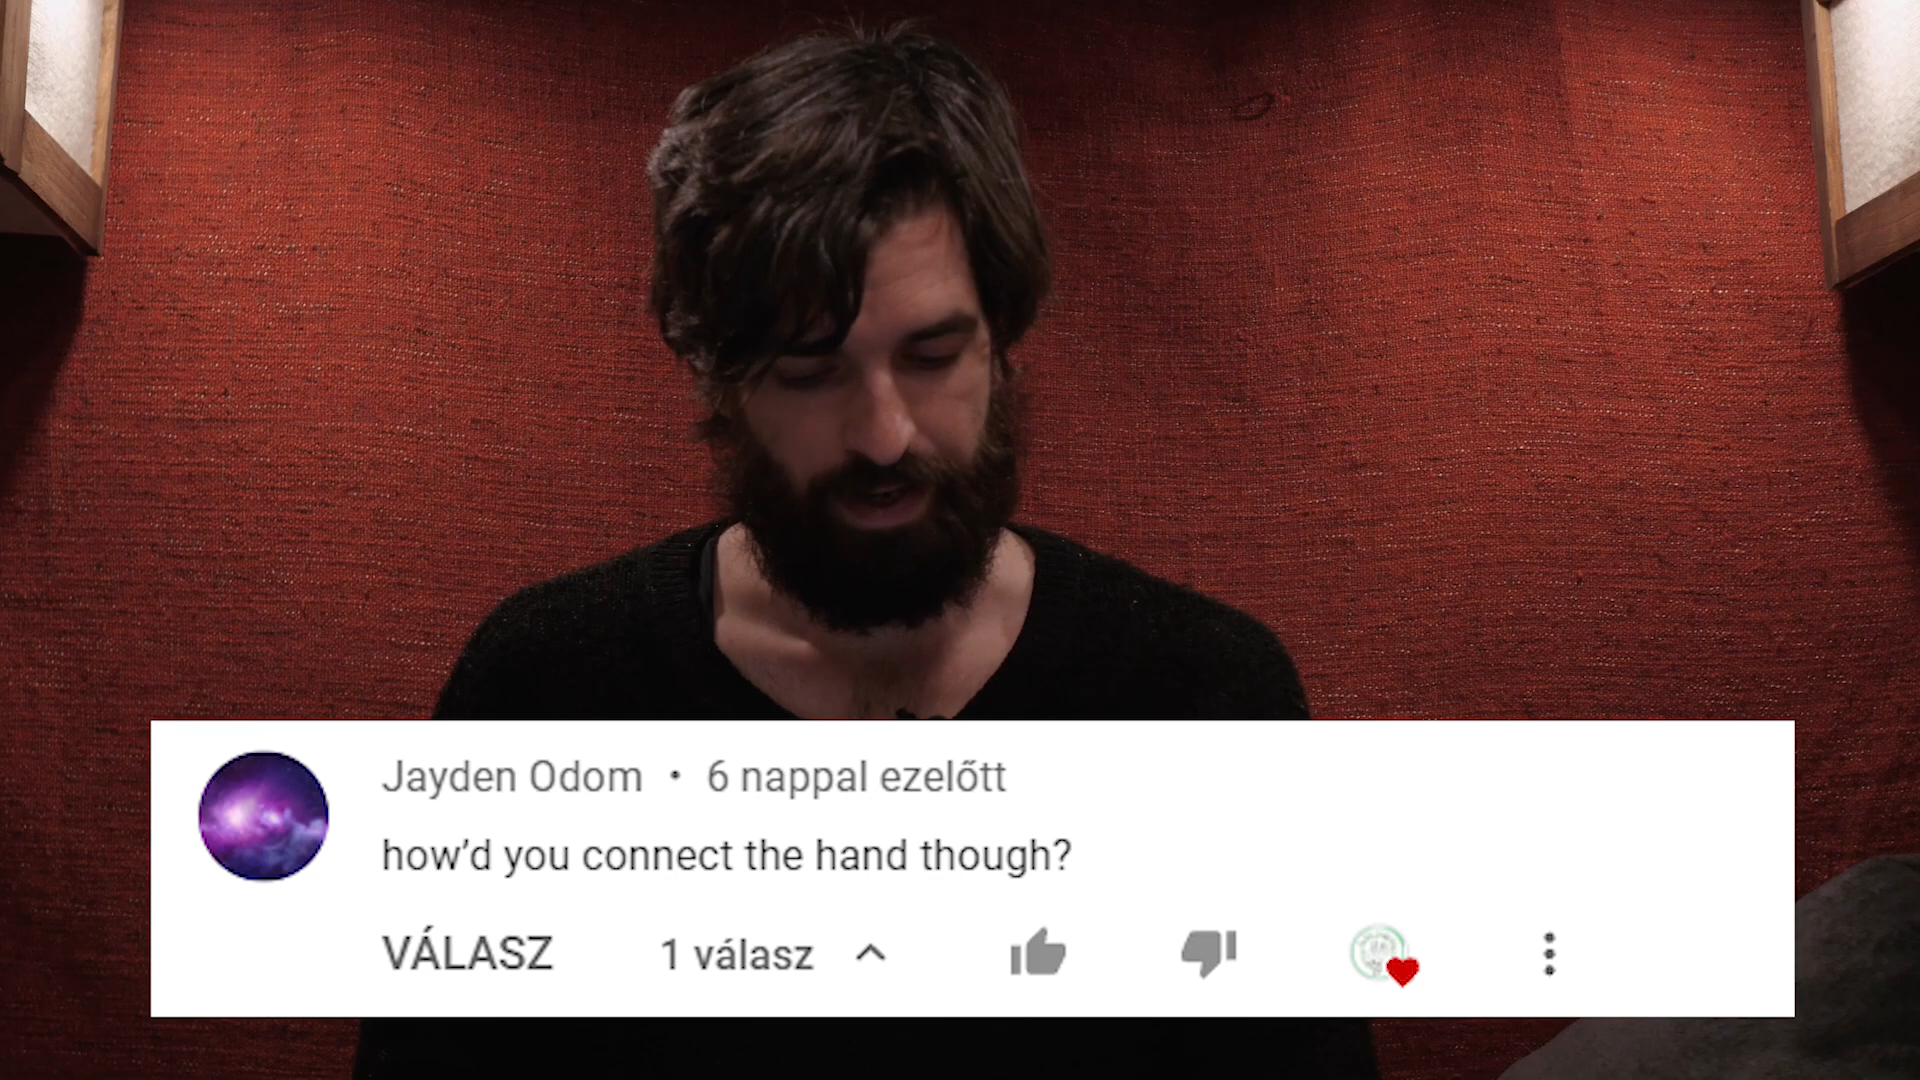 Jayden Odom • 6 nappal ezelőtt
how’d you connect the hand though?
VÁLASZ 1 válasz